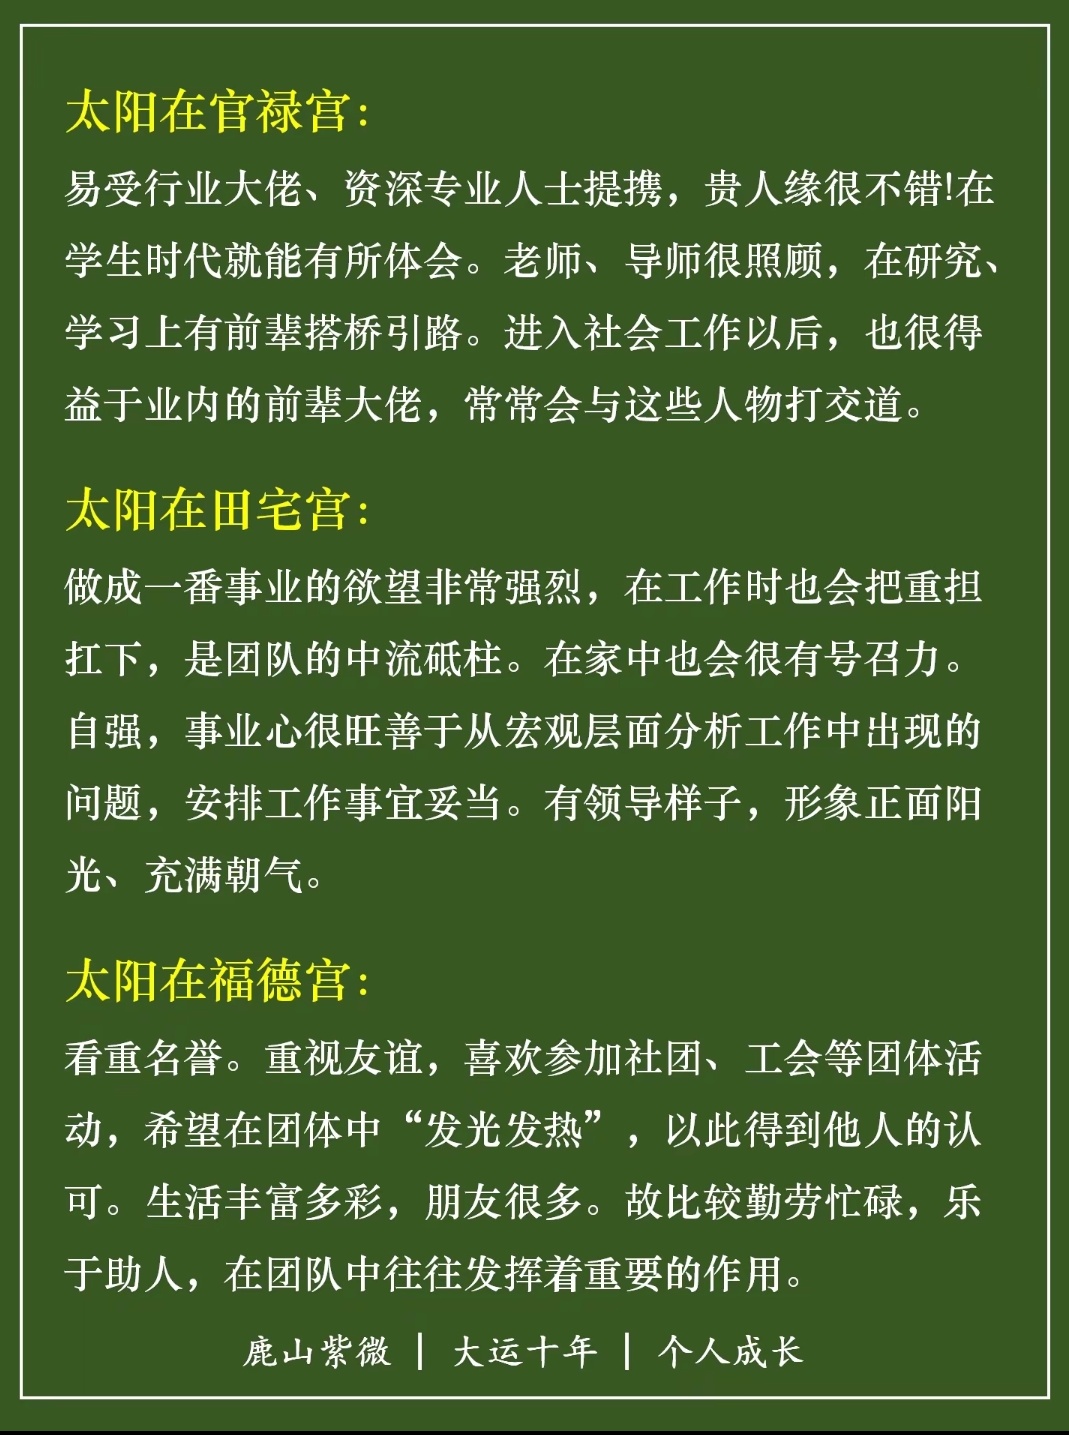 太阳在官禄宫：
易受行业大佬、资深专业人士提携，贵人缘很不错!在
学生时代就能有所体会。老师、导师很照顾，在研究、
学习上有前辈搭桥引路。进入社会工作以后，也很得
益于业内的前辈大佬，常常会与这些人物打交道。
太阳在田宅宫：
做成一番事业的欲望非常强烈，在工作时也会把重担
扛下，是团队的中流砥柱。在家中也会很有号召力。
自强，事业心很旺善于从宏观层面分析工作中出现的
问题，安排工作事宜妥当。有领导样子，形象正面阳
光、充满朝气。
太阳在福德宫：
看重名誉。重视友谊，喜欢参加社团、工会等团体活
动，希望在团体中“发光发热”，以此得到他人的认
可。生活丰富多彩，朋友很多。故比较勤劳忙碌，乐
于助人，在团队中往往发挥着重要的作用。
鹿山紫微 | 大运十年 | 个人成长